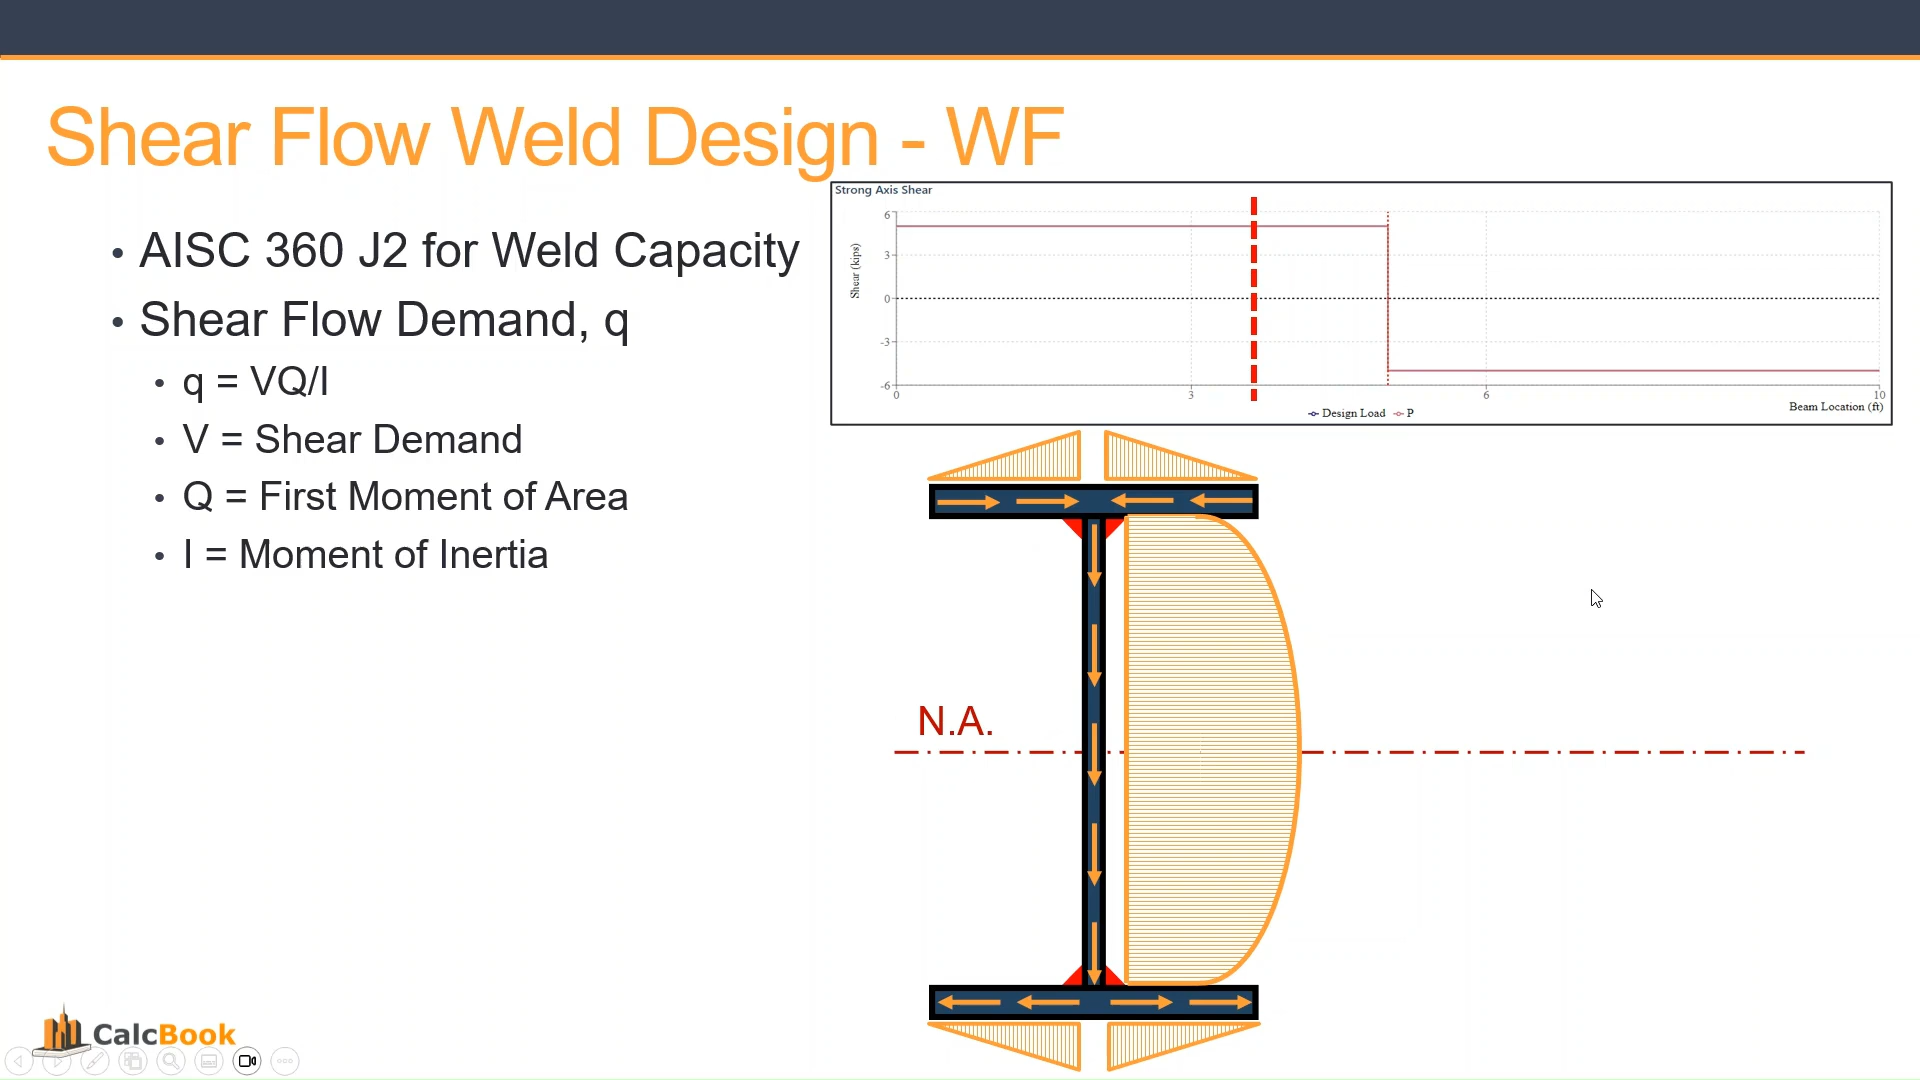 Shear Flow Weld Design - WF
• AISC 360 J2 for Weld Capacity
• Shear Flow Demand, q
• q = VQ/I
• V = Shear Demand
• Q = First Moment of Area
• I = Moment of Inertia
Strong Axis Shear
Shear (kips)
6
3
0
-3
-6
0
3
6
10
Beam Location (ft)
Design Load
P
N.A.
CalcBook